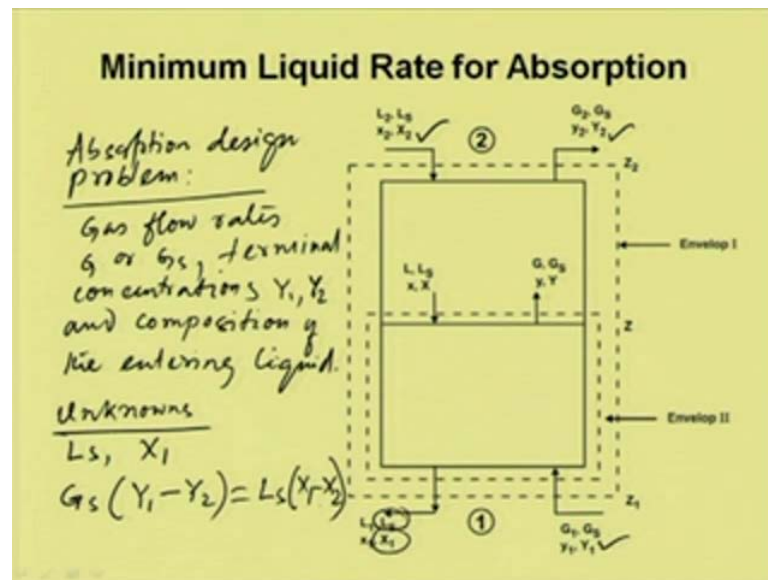 Minimum Liquid Rate for Absorption
Absorption design
problem:
Gas flow rates
G or Gs, terminal
concentrations Y1, Y2
and composition of
the entering liquid.
Unknowns
Ls, X1
Gs (Y1-Y2) = Ls(X1-X2)
L2, LS
x2, X2
2
G2, GS
y2, Y2
Z2
Envelop I
L, LS
x, X
G, GS
y, Y
Z
Envelop II
Z1
L1, LS
x1, X1
1
G1, GS
y1, Y1